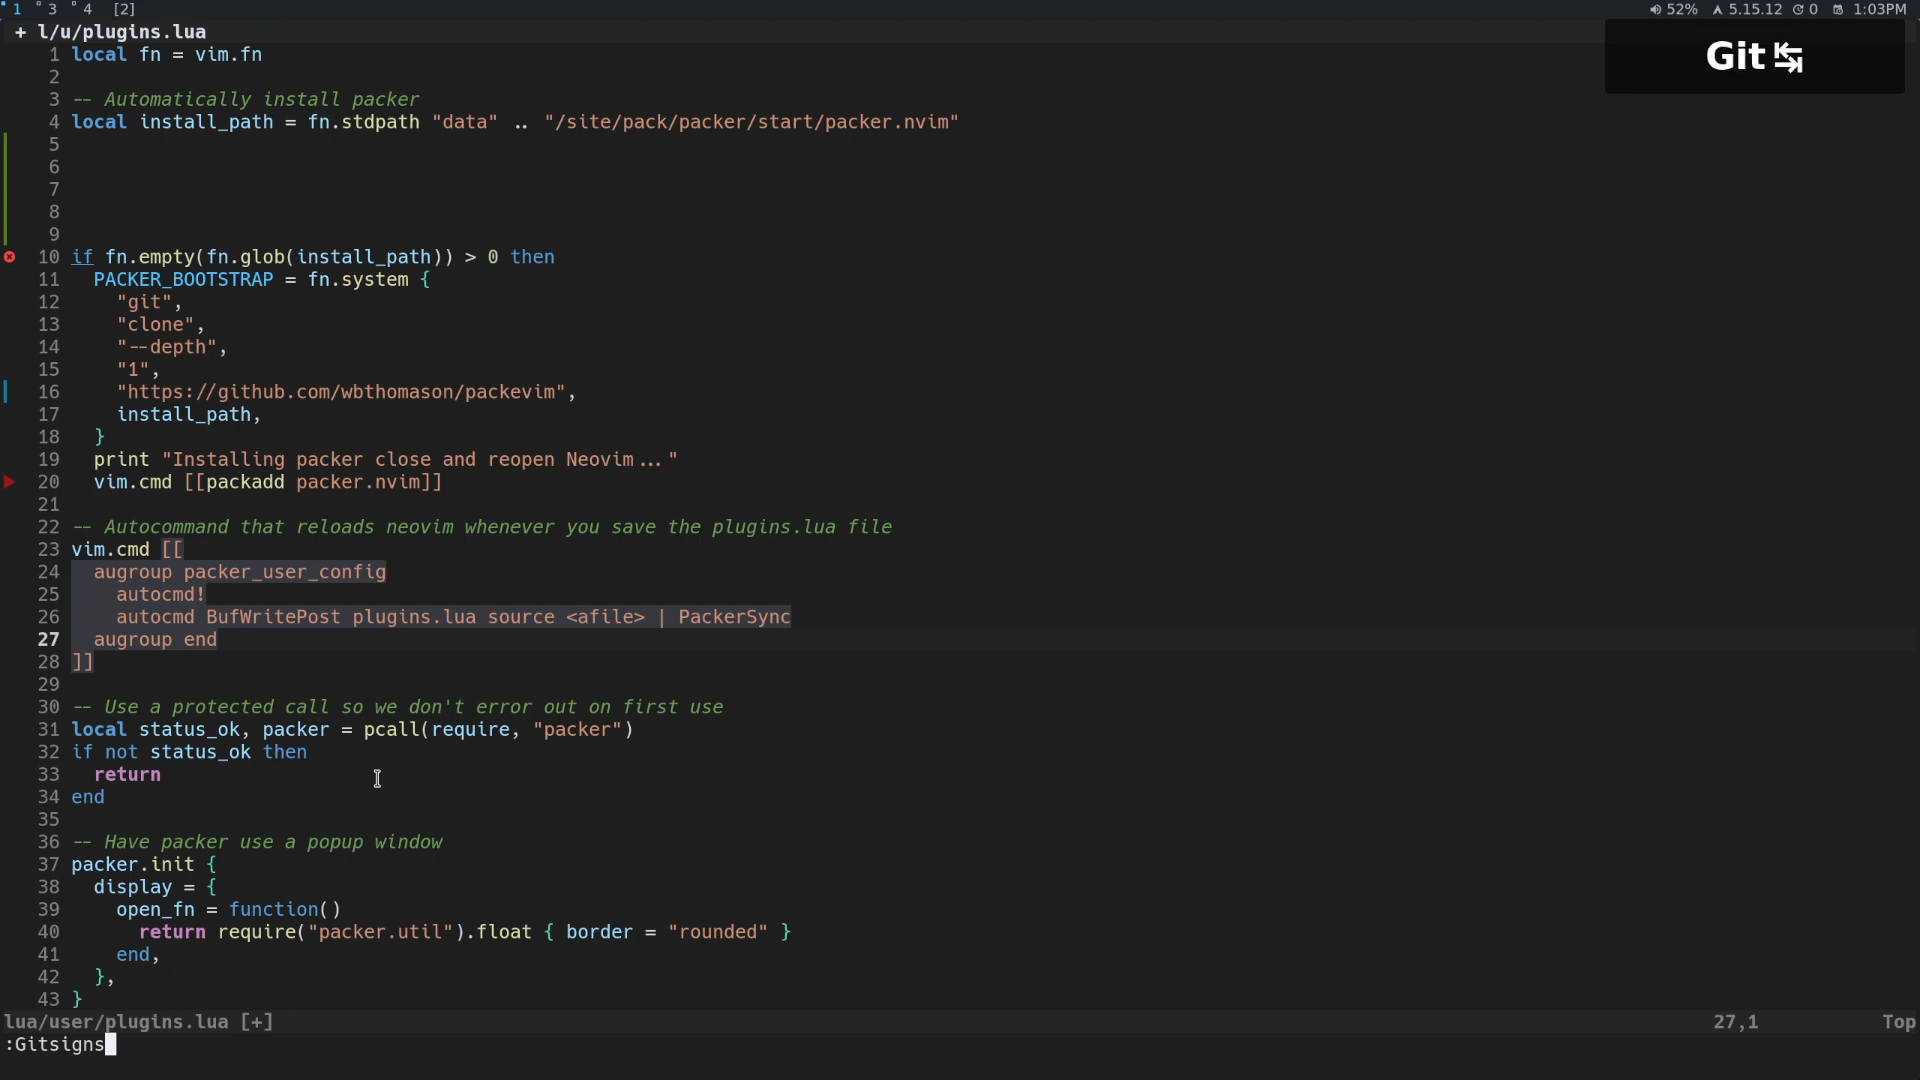 1 3 4 [2] 52% 5.15.12 0 1:03PM
+ l/u/plugins.lua
Git
1 local fn = vim.fn
2
3 -- Automatically install packer
4 local install_path = fn.stdpath "data" .. "/site/pack/packer/start/packer.nvim"
5
6
7
8
9
10 if fn.empty(fn.glob(install_path)) > 0 then
11   PACKER_BOOTSTRAP = fn.system {
12     "git",
13     "clone",
14     "--depth",
15     "1",
16     "https://github.com/wbthomason/packevim",
17     install_path,
18   }
19   print "Installing packer close and reopen Neovim..."
20   vim.cmd [[packadd packer.nvim]]
21
22 -- Autocommand that reloads neovim whenever you save the plugins.lua file
23 vim.cmd [[
24   augroup packer_user_config
25     autocmd!
26     autocmd BufWritePost plugins.lua source <afile> | PackerSync
27   augroup end
28 ]]
29
30 -- Use a protected call so we don't error out on first use
31 local status_ok, packer = pcall(require, "packer")
32 if not status_ok then
33   return
34 end
35
36 -- Have packer use a popup window
37 packer.init {
38   display = {
39     open_fn = function()
40       return require("packer.util").float { border = "rounded" }
41     end,
42   },
43 }
lua/user/plugins.lua [+] 27,1 Top
:Gitsigns